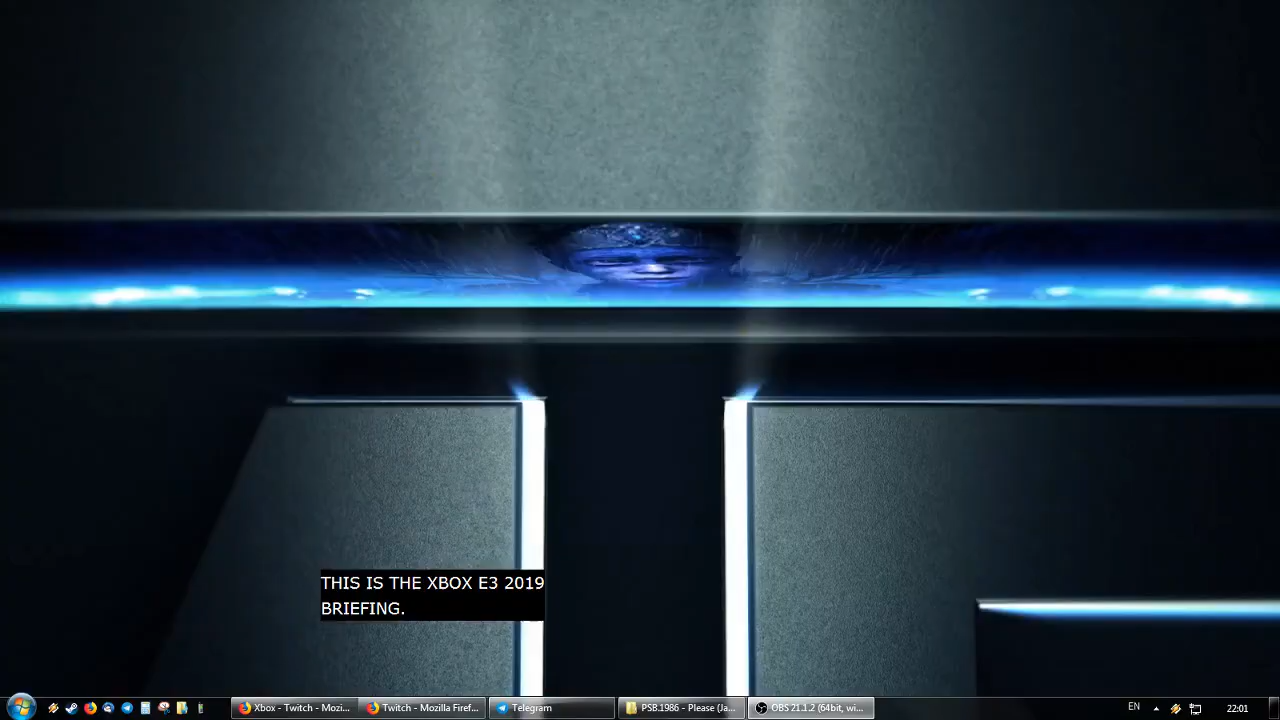 THIS IS THE XBOX E3 2019
BRIEFING.
Xbox - Twitch - Mozi...
Twitch - Mozilla Firef...
Telegram
PSB.1986 - Please (Ja...
OBS 21.1.2 (64bit, wi...
EN
22:01